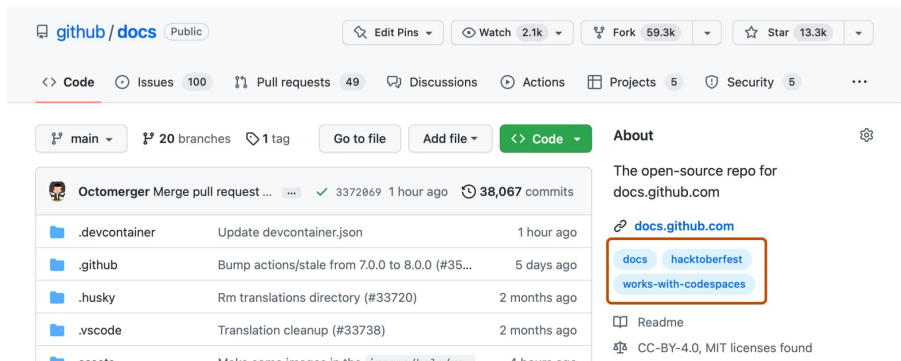 github / docs Public
Edit Pins Watch 2.1k Fork 59.3k Star 13.3k
Code Issues 100 Pull requests 49 Discussions Actions Projects 5 Security 5 ...
main 20 branches 1 tag Go to file Add file Code
About
The open-source repo for
docs.github.com
docs.github.com
docs hacktoberfest
works-with-codespaces
Readme
CC-BY-4.0, MIT licenses found
Octomerger Merge pull request ... ... 3372069 1 hour ago 38,067 commits
.devcontainer Update devcontainer.json 1 hour ago
.github Bump actions/stale from 7.0.0 to 8.0.0 (#35... 5 days ago
.husky Rm translations directory (#33720) 2 months ago
.vscode Translation cleanup (#33738) 2 months ago